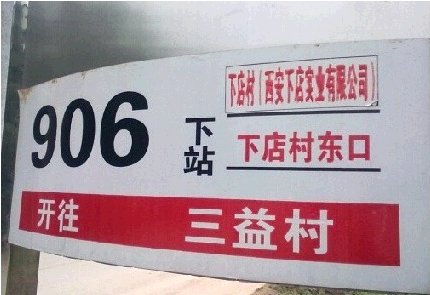 906
下站
下店村（西安下店实业有限公司）
下店村东口
开往 三益村